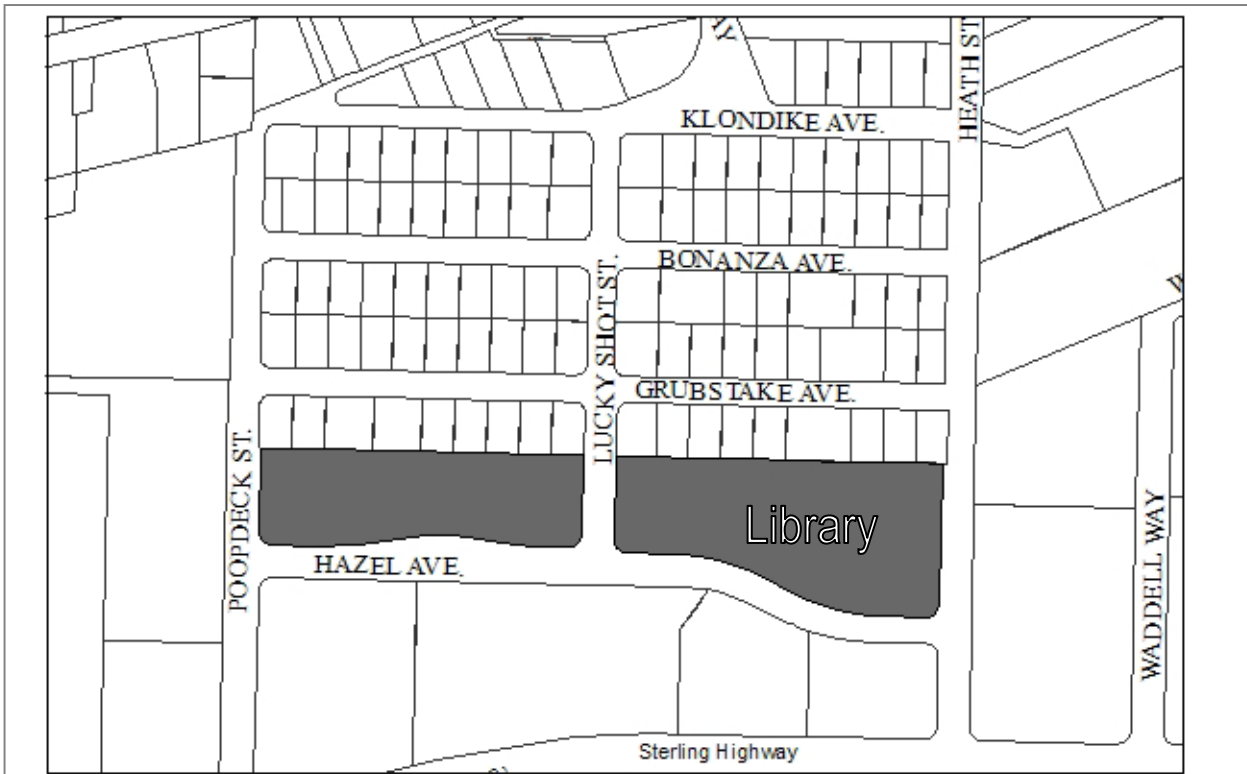 HEATH ST.
KLONDIKE AVE.
BONANZA AVE.
LUCKY SHOT ST.
GRUBSTAKE AVE.
POOPDECK ST.
Library
HAZEL AVE.
WADDELL WAY
Sterling Highway